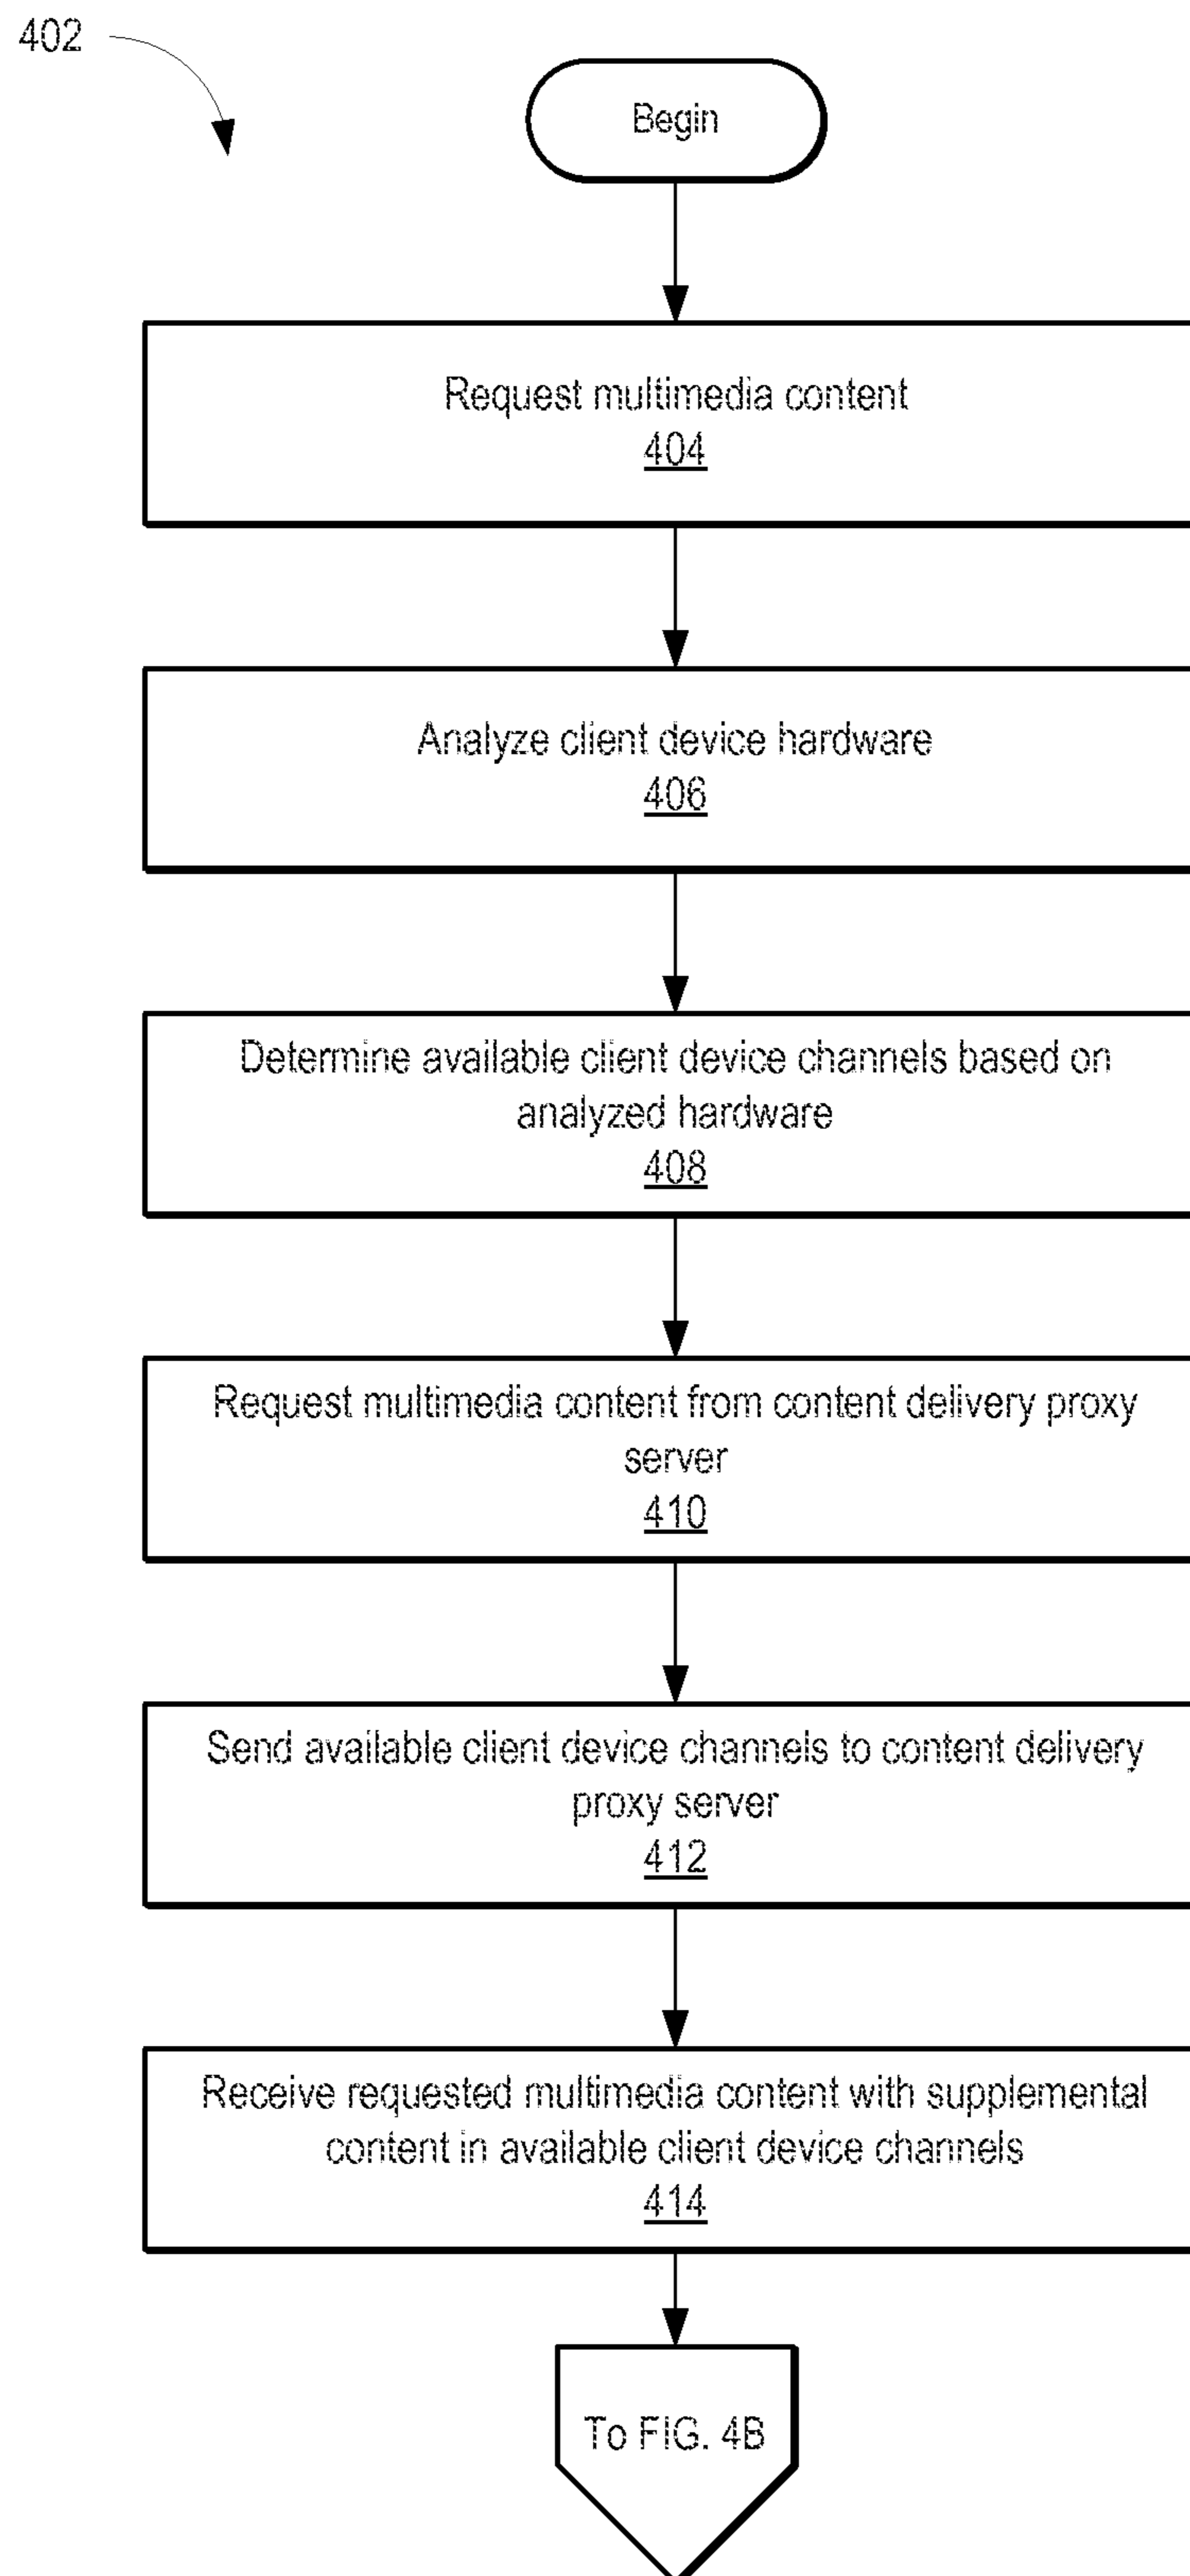 402
Begin
Request multimedia content
404
Analyze client device hardware
406
Determine available client device channels based on
analyzed hardware
408
Request multimedia content from content delivery proxy
server
410
Send available client device channels to content delivery
proxy server
412
Receive requested multimedia content with supplemental
content in available client device channels
414
To FIG. 4B